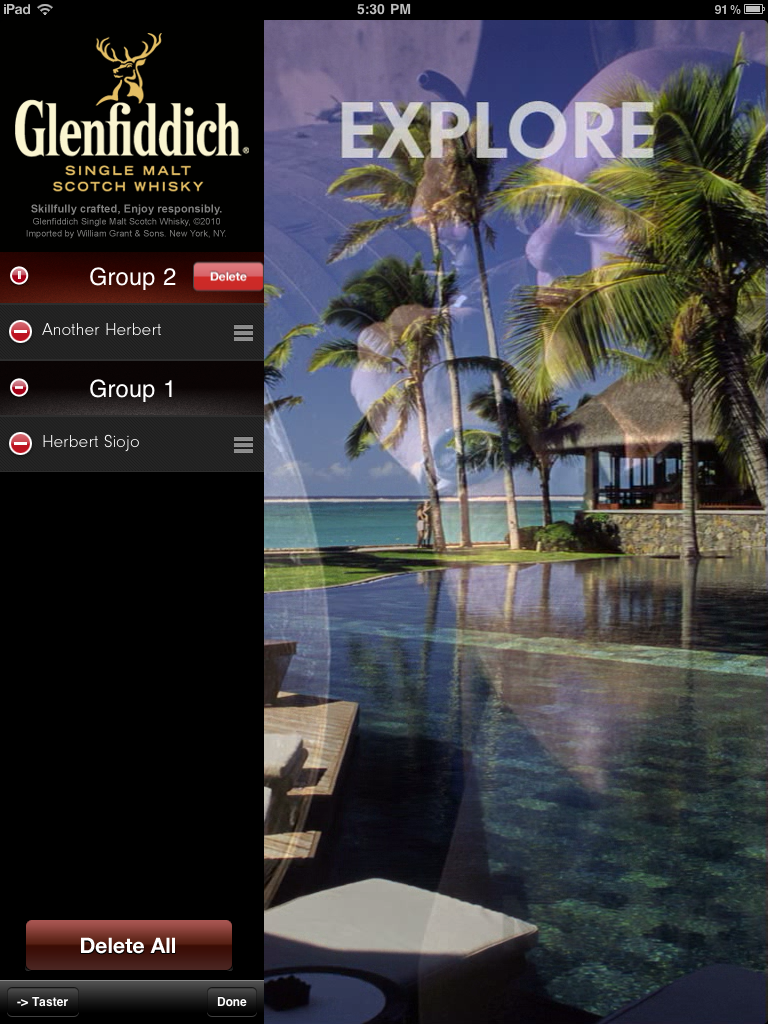 iPad 5:30 PM 91 %
Glenfiddich®
SINGLE MALT
SCOTCH WHISKY
Skillfully crafted, Enjoy responsibly.
Glenfiddich Single Malt Scotch Whisky, ©2010
Imported by William Grant & Sons. New York, NY.
EXPLORE
Group 2 Delete
Another Herbert
Group 1
Herbert Siojo
Delete All
-> Taster Done